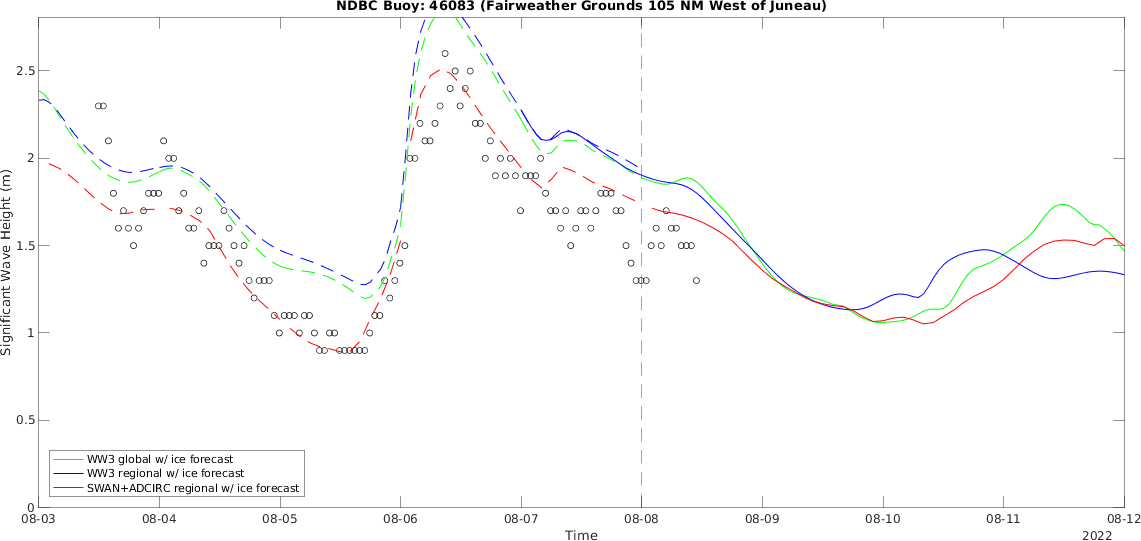 NDBC Buoy: 46083 (Fairweather Grounds 105 NM West of Juneau)
Significant Wave Height (m)
2.5
2
1.5
1
0.5
0
WW3 global w/ ice forecast
WW3 regional w/ ice forecast
SWAN+ADCIRC regional w/ ice forecast
08-03 08-04 08-05 08-06 08-07 08-08 08-09 08-10 08-11 08-12
Time
2022